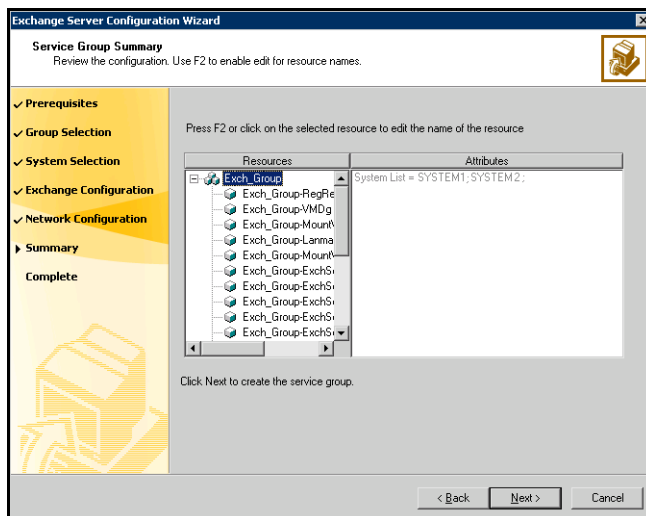 Exchange Server Configuration Wizard
Service Group Summary
Review the configuration. Use F2 to enable edit for resource names.
Prerequisites
Group Selection
System Selection
Exchange Configuration
Network Configuration
Summary
Complete
Press F2 or click on the selected resource to edit the name of the resource
Resources
Attributes
Exch_Group
System List = SYSTEM1; SYSTEM2 ;
Exch_Group-RegRe
Exch_Group-VMDg
Exch_Group-Mount\
Exch_Group-Lanma
Exch_Group-Mount\
Exch_Group-ExchS
Exch_Group-ExchS
Exch_Group-ExchS
Exch_Group-ExchS
Exch_Group-ExchS
Click Next to create the service group.
< Back
Next >
Cancel